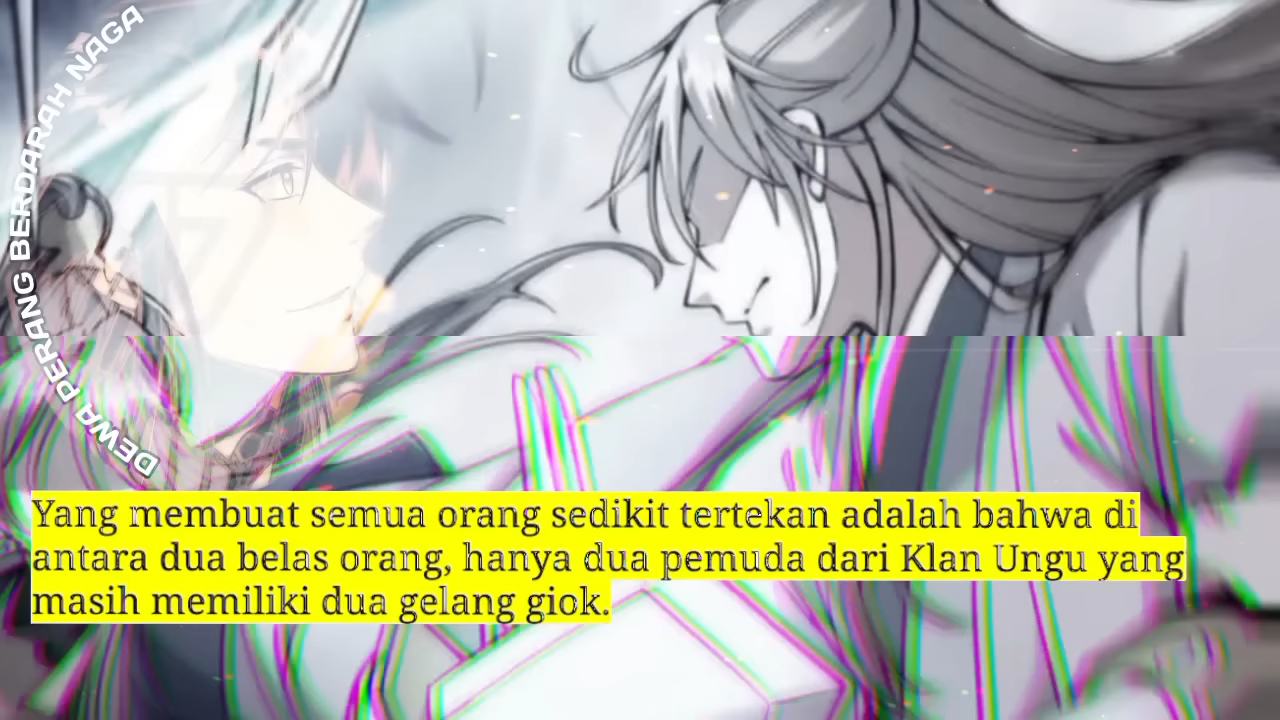 DEWA PERANG BERDARAH NAGA
Yang membuat semua orang sedikit tertekan adalah bahwa di
antara dua belas orang, hanya dua pemuda dari Klan Ungu yang
masih memiliki dua gelang giok.